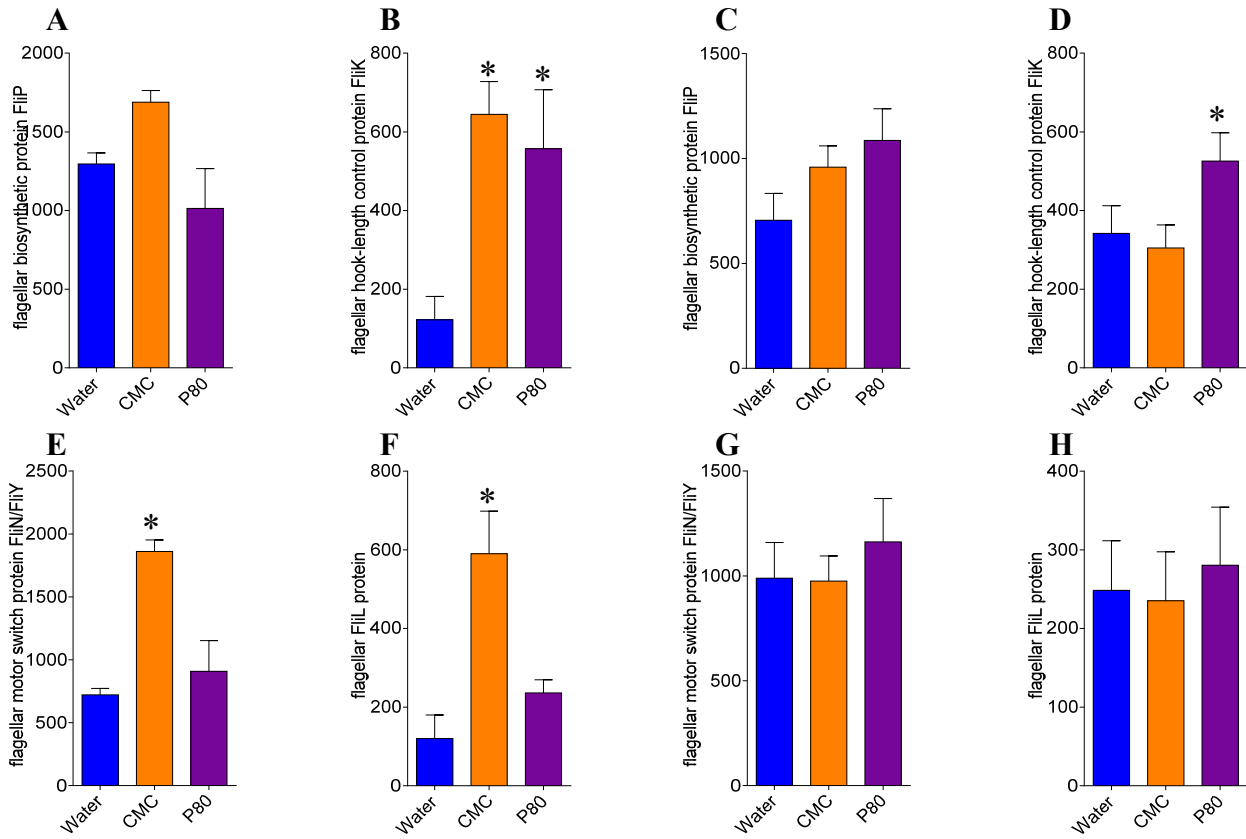 A
flagellar biosynthetic protein FliP
2000
1500
1000
500
0
Water
CMC
P80
B
flagellar hook-length control protein FliK
800
600
400
200
0
*
*
Water
CMC
P80
C
flagellar biosynthetic protein FliP
1500
1000
500
0
Water
CMC
P80
D
flagellar hook-length control protein FliK
800
600
400
200
0
*
Water
CMC
P80
E
flagellar motor switch protein FliN/FliY
2500
2000
1500
1000
500
0
*
Water
CMC
P80
F
flagellar FliL protein
800
600
400
200
0
*
Water
CMC
P80
G
flagellar motor switch protein FliN/FliY
1500
1000
500
0
Water
CMC
P80
H
flagellar FliL protein
400
300
200
100
0
Water
CMC
P80